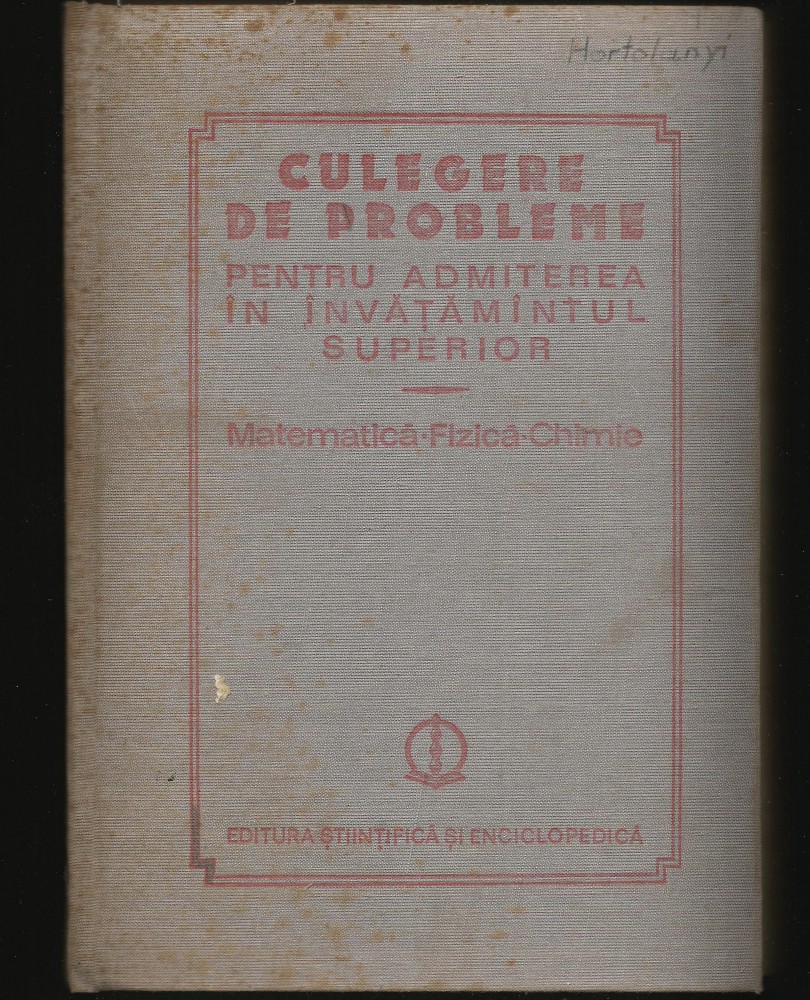 Hortolanyi
CULEGERE
DE PROBLEME
PENTRU ADMITEREA
ÎN ÎNVĂȚĂMÎNTUL
SUPERIOR
Matematică·Fizică·Chimie
EDITURA ȘTIINȚIFICĂ ȘI ENCICLOPEDICĂ